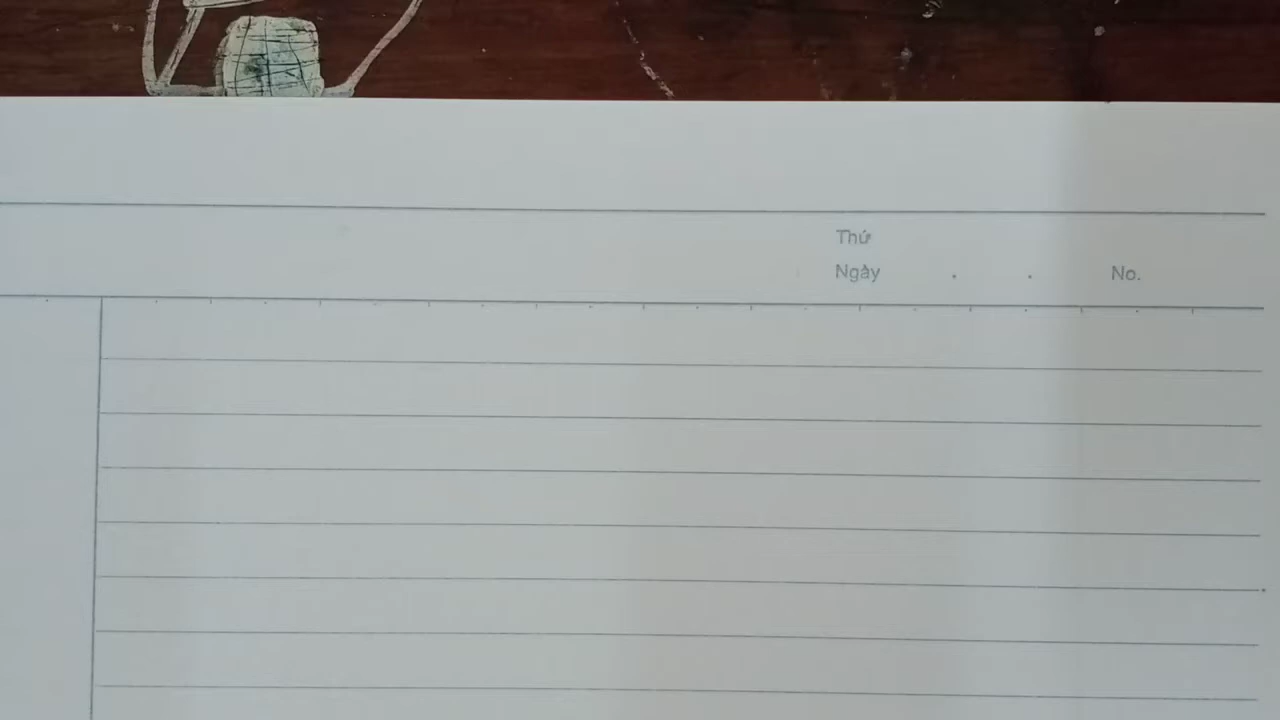 Thứ
Ngày . . No.